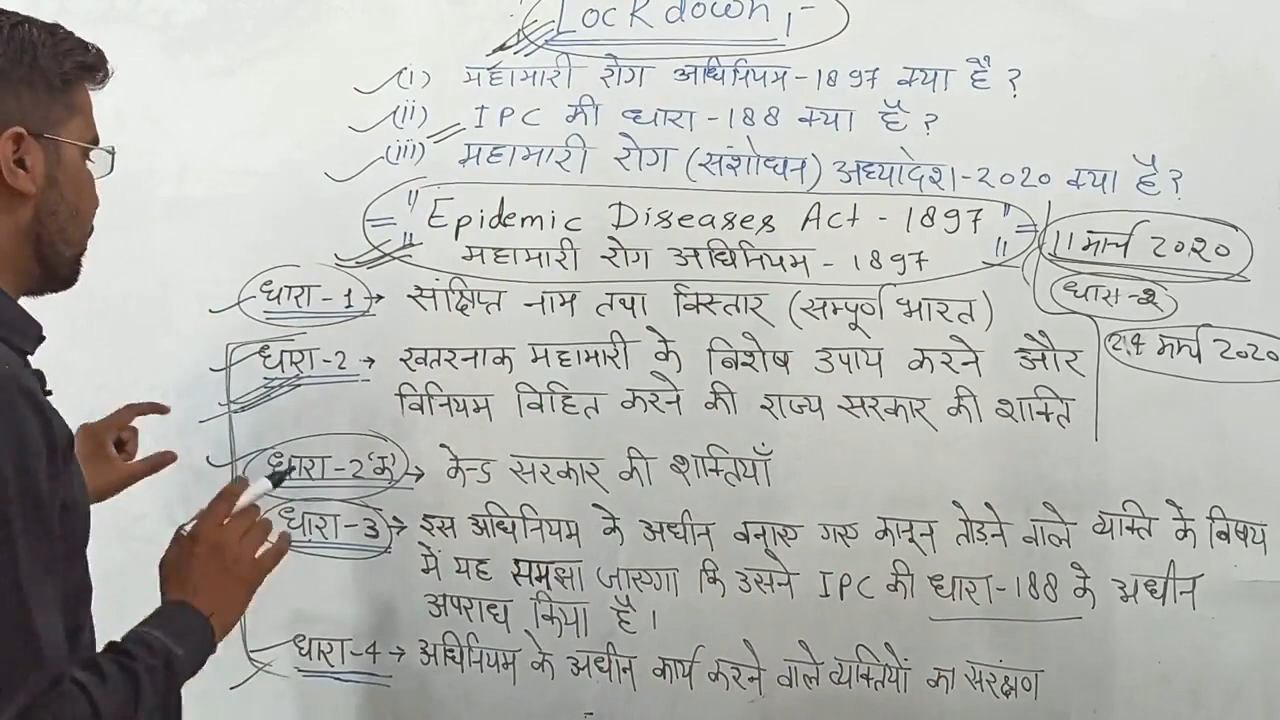 Lockdown,-
(i) महामारी रोग अधिनियम-1897 क्या है ?
(ii) IPC की धारा-188 क्या है ?
(iii) महामारी रोग (संशोधन) अध्यादेश-2020 क्या है ?
= "Epidemic Diseases Act - 1897" =
"महामारी रोग अधिनियम - 1897"
11 मार्च 2020
धारा-2
24 मार्च 2020
धारा-1 → संक्षिप्त नाम तथा विस्तार (सम्पूर्ण भारत)
धारा-2 → खतरनाक महामारी के विशेष उपाय करने और
विनियम विहित करने की राज्य सरकार की शक्ति
धारा-2'क' → केन्ड सरकार की शक्तियाँ
धारा-3 → इस अधिनियम के अधीन बनाए गए कानून तोड़ने वाले व्यक्ति के विषय
में यह समझा जाएगा कि उसने IPC की धारा-188 के अधीन
अपराध किया है ।
धारा-4 → अधिनियम के अधीन कार्य करने वाले व्यक्तियों का सरंक्षण